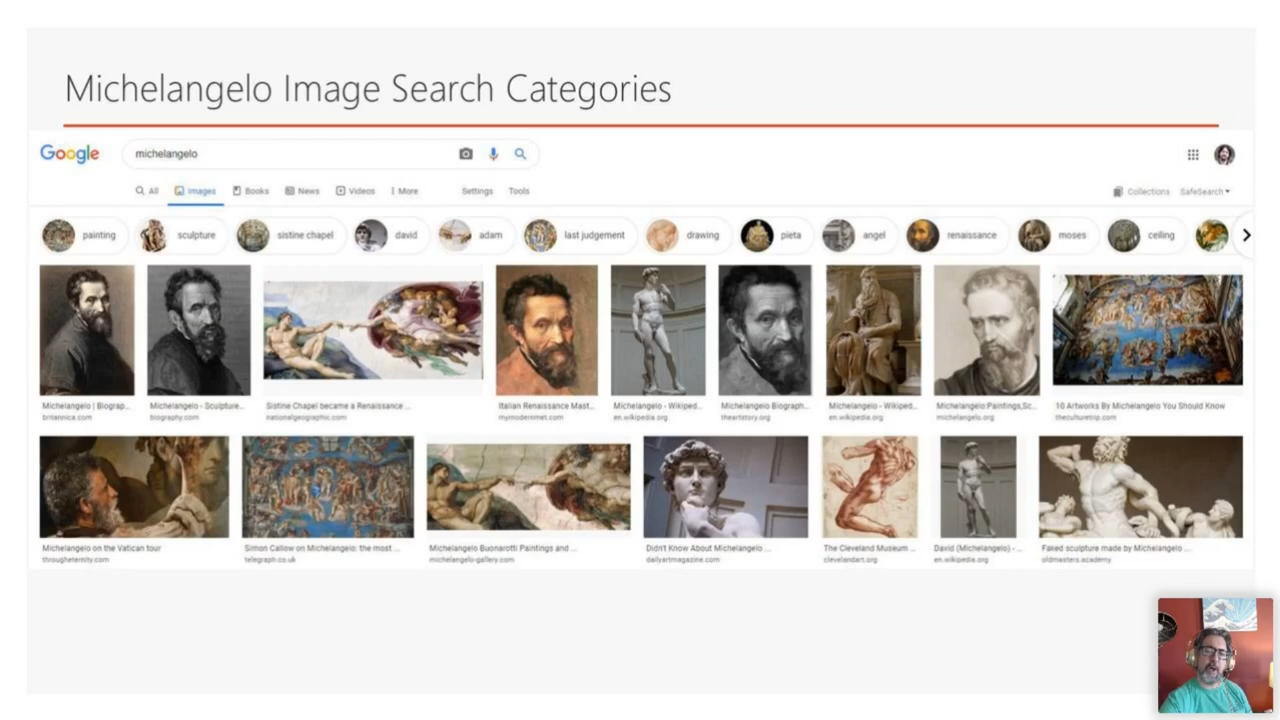 Michelangelo Image Search Categories
Google michelangelo
All Images Books News Videos More Settings Tools Collections SafeSearch
painting sculpture sistine chapel david adam last judgement drawing pieta angel renaissance moses ceiling
Michelangelo | Biograp... Michelangelo - Sculpture... Sistine Chapel became a Renaissance ... Italian Renaissance Mast... Michelangelo - Wikiped... Michelangelo Biograph... Michelangelo - Wikiped... Michelangelo:Paintings,Sc... 10 Artworks By Michelangelo You Should Know
britannica.com biography.com nationalgeographic.com mymodernmet.com en.wikipedia.org theartstory.org en.wikipedia.org michelangelo.org theculturetrip.com
Michelangelo on the Vatican tour Simon Callow on Michelangelo: the most ... Michelangelo Buonarotti Paintings and ... Didn't Know About Michelangelo ... The Cleveland Museum ... David (Michelangelo) - ... Faked sculpture made by Michelangelo ...
througheternity.com telegraph.co.uk michelangelo-gallery.com dailyartmagazine.com clevelandart.org en.wikipedia.org oldmasters.academy